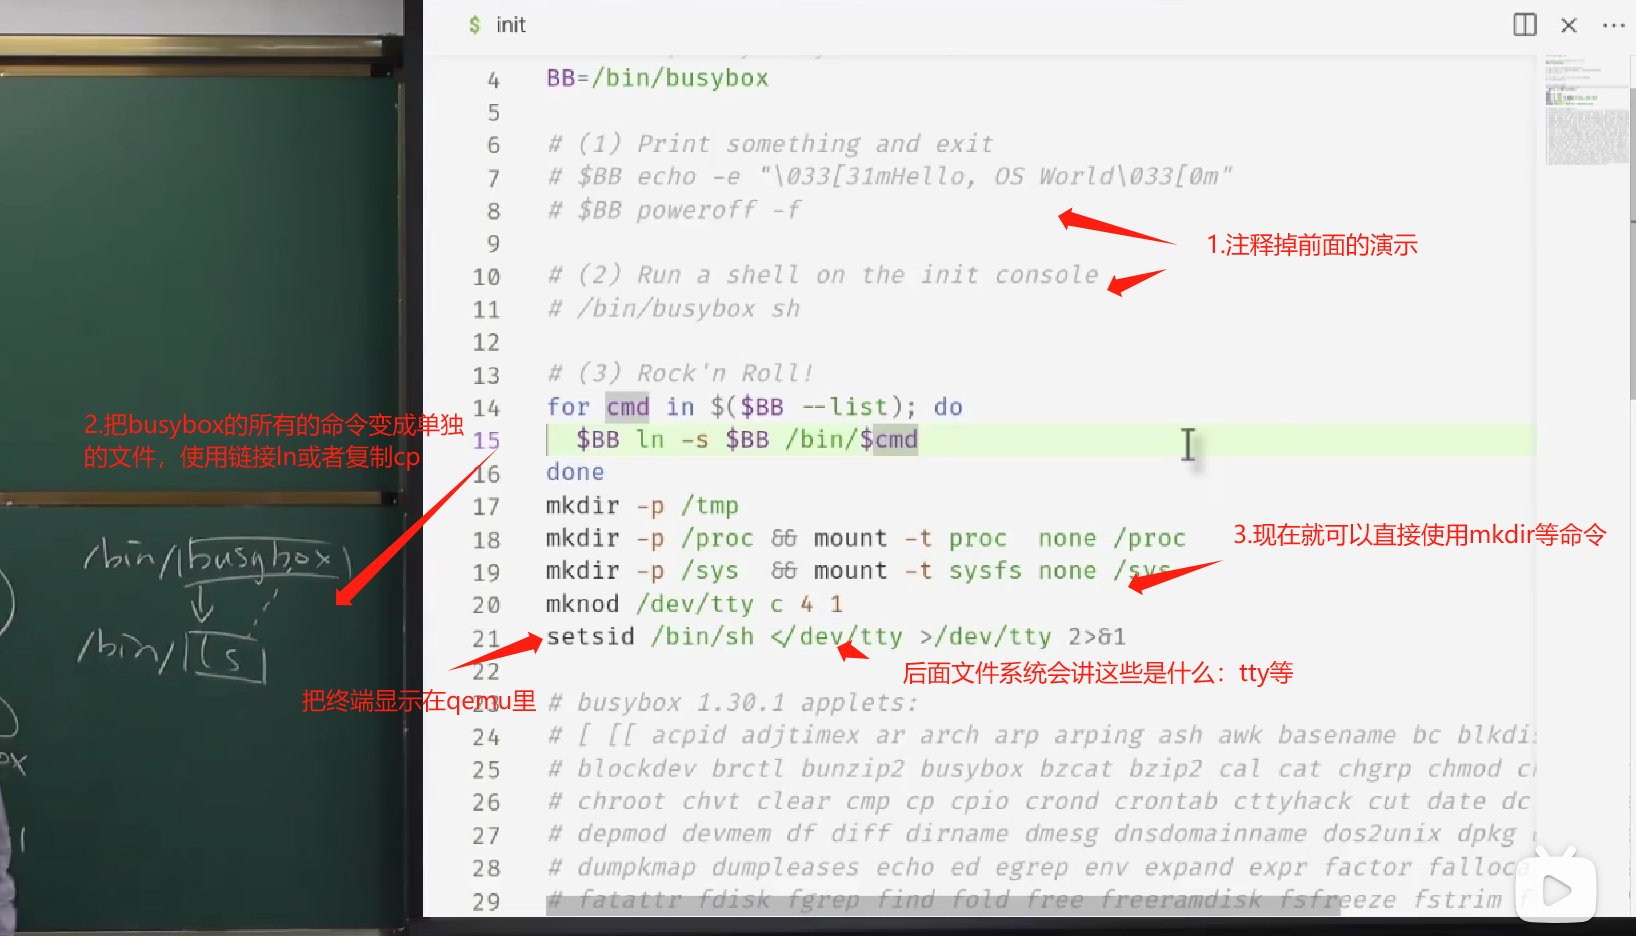 $ init
4 BB=/bin/busybox
5
6 # (1) Print something and exit
7 # $BB echo -e "\033[31mHello, OS World\033[0m"
8 # $BB poweroff -f
1.注释掉前面的演示
9
10 # (2) Run a shell on the init console
11 # /bin/busybox sh
12
13 # (3) Rock'n Roll!
14 for cmd in $($BB --list); do
2.把busybox的所有的命令变成单独
的文件，使用链接ln或者复制cp
15 $BB ln -s $BB /bin/$cmd
16 done
17 mkdir -p /tmp
18 mkdir -p /proc && mount -t proc none /proc
3.现在就可以直接使用mkdir等命令
19 mkdir -p /sys && mount -t sysfs none /sys
20 mknod /dev/tty c 4 1
21 setsid /bin/sh </dev/tty >/dev/tty 2>&1
22
后面文件系统会讲这些是什么：tty等
把终端显示在qemu里
23 # busybox 1.30.1 applets:
24 # [ [[ acpid adjtimex ar arch arp arping ash awk basename bc
25 # blockdev brctl bunzip2 busybox bzcat bzip2 cal cat chgrp chmod
26 # chroot chvt clear cmp cp cpio crond crontab cttyhack cut date dc
27 # depmod devmem df diff dirname dmesg dnsdomainname dos2unix dpkg
28 # dumpkmap dumpleases echo ed egrep env expand expr factor
29 # fatattr fdisk fgrep find fold free freeramdisk fsfreeze fstrim
/bin/busybox
/bin/ls